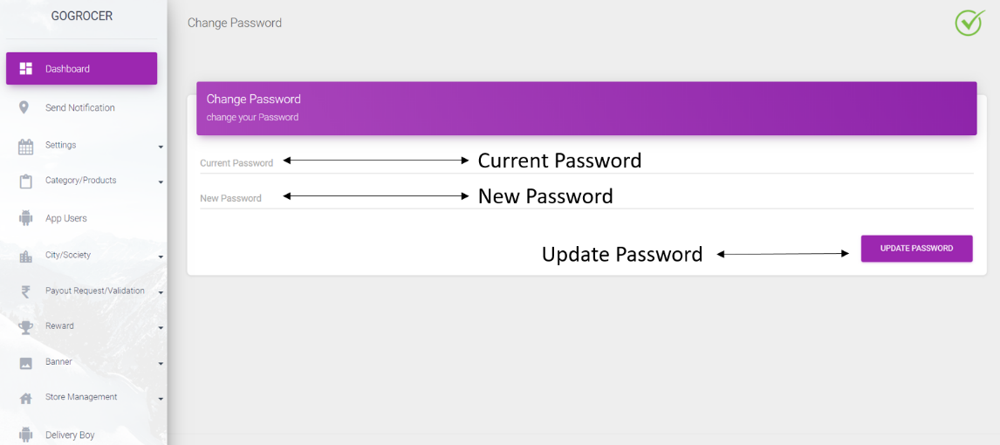 GOGROCER
Dashboard
Send Notification
Settings
Category/Products
App Users
City/Society
Payout Request/Validation
Reward
Banner
Store Management
Delivery Boy
Change Password
Change Password
change your Password
Current Password
Current Password
New Password
New Password
Update Password
UPDATE PASSWORD